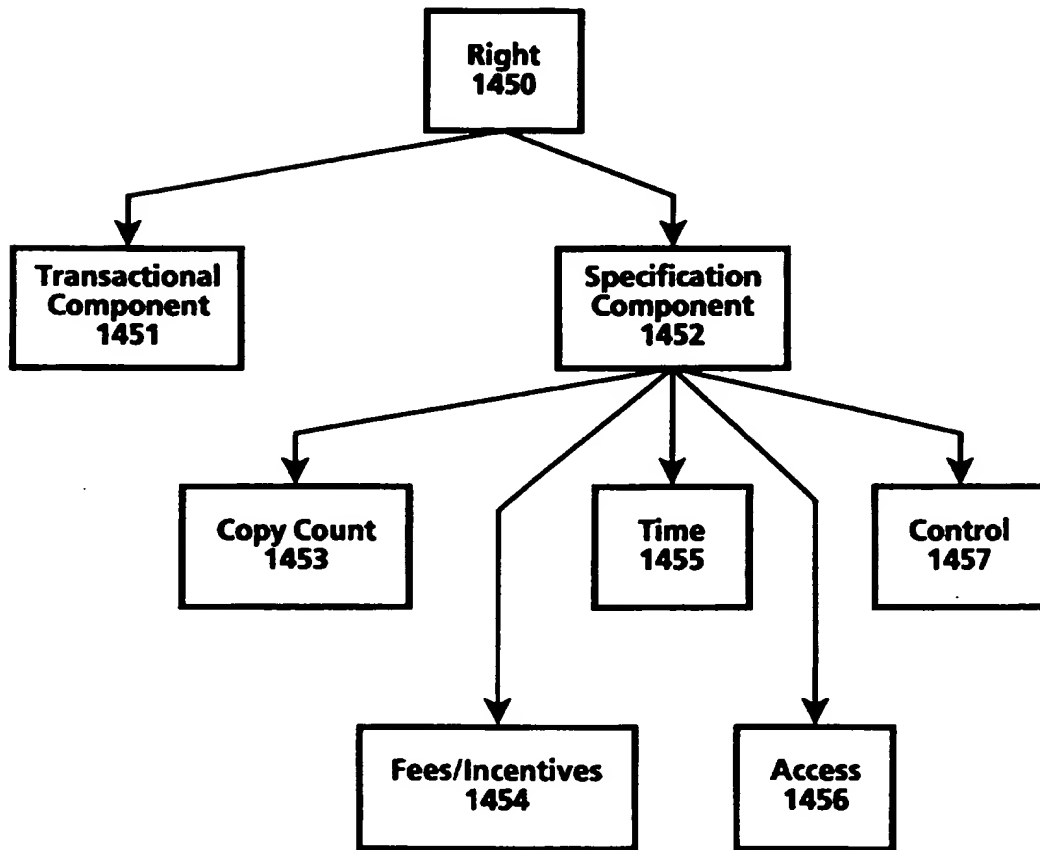 Right
1450
Transactional
Component
1451
Specification
Component
1452
Copy Count
1453
Time
1455
Control
1457
Fees/Incentives
1454
Access
1456